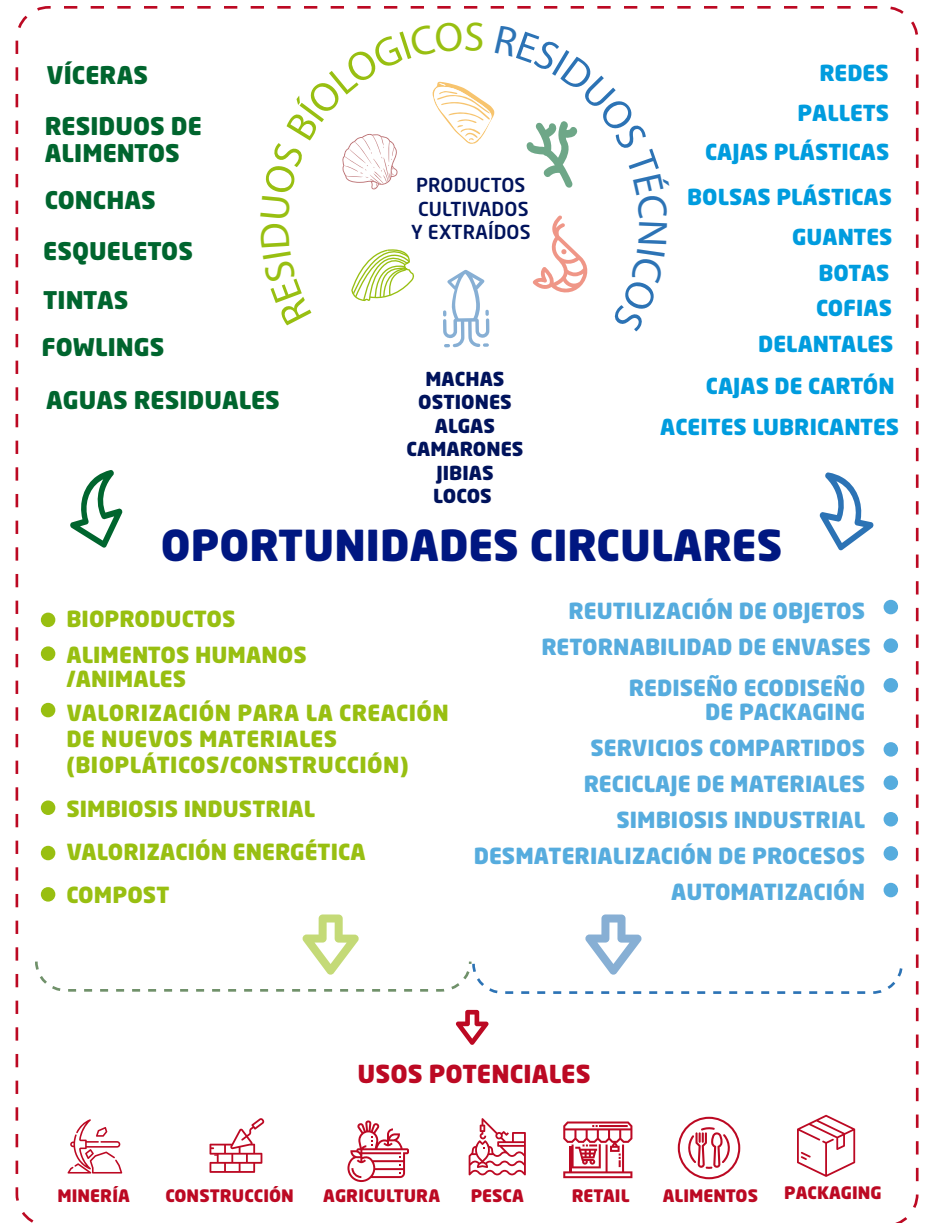 RESIDUOS BÍOLOGICOS
RESIDUOS TÉCNICOS
VÍCERAS
RESIDUOS DE
ALIMENTOS
CONCHAS
ESQUELETOS
TINTAS
FOWLINGS
AGUAS RESIDUALES
PRODUCTOS
CULTIVADOS
Y EXTRAÍDOS
MACHAS
OSTIONES
ALGAS
CAMARONES
JIBIAS
LOCOS
REDES
PALLETS
CAJAS PLÁSTICAS
BOLSAS PLÁSTICAS
GUANTES
BOTAS
COFIAS
DELANTALES
CAJAS DE CARTÓN
ACEITES LUBRICANTES
OPORTUNIDADES CIRCULARES
BIOPRODUCTOS
ALIMENTOS HUMANOS
/ANIMALES
VALORIZACIÓN PARA LA CREACIÓN
DE NUEVOS MATERIALES
(BIOPLÁTICOS/CONSTRUCCIÓN)
SIMBIOSIS INDUSTRIAL
VALORIZACIÓN ENERGÉTICA
COMPOST
REUTILIZACIÓN DE OBJETOS
RETORNABILIDAD DE ENVASES
REDISEÑO ECODISEÑO
DE PACKAGING
SERVICIOS COMPARTIDOS
RECICLAJE DE MATERIALES
SIMBIOSIS INDUSTRIAL
DESMATERIALIZACIÓN DE PROCESOS
AUTOMATIZACIÓN
USOS POTENCIALES
MINERÍA
CONSTRUCCIÓN
AGRICULTURA
PESCA
RETAIL
ALIMENTOS
PACKAGING